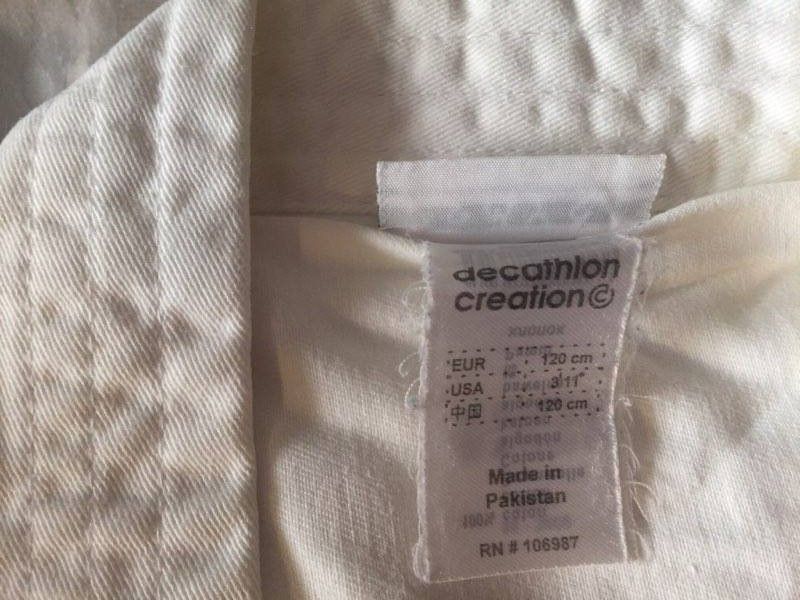 decathlon
creation©
EUR 120 cm
USA 3'11"
中国 120 cm
Made in
Pakistan
RN # 106987